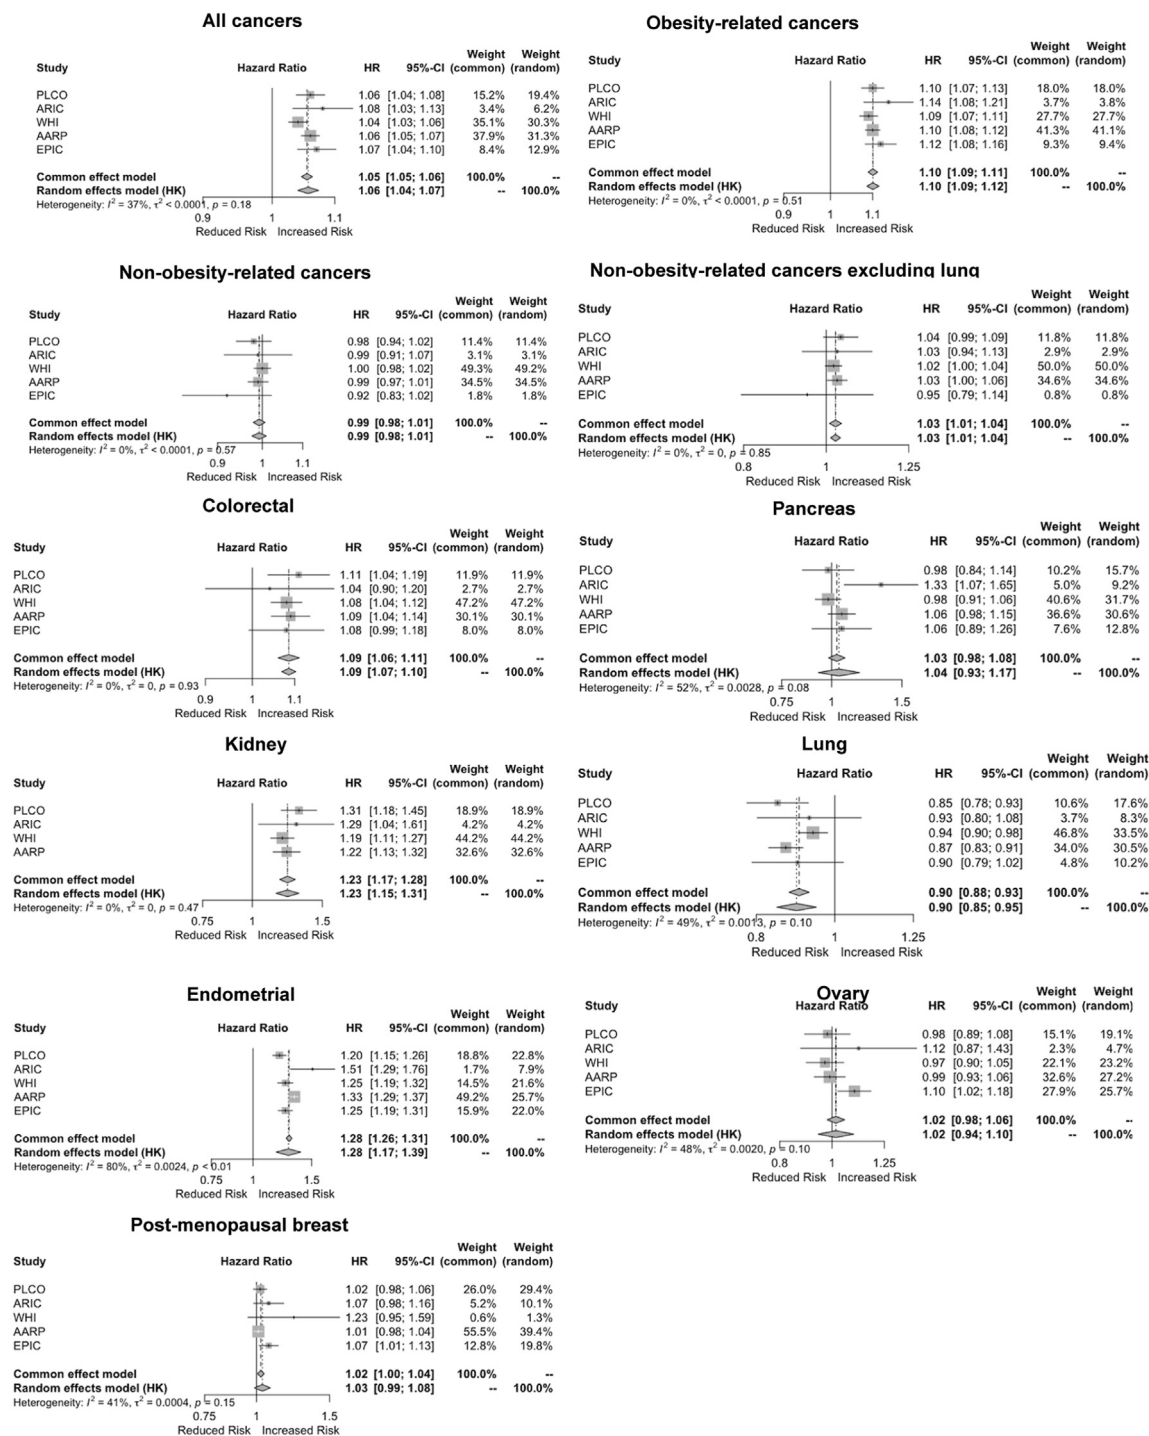 All cancers
Weight Weight
Study Hazard Ratio HR 95%-CI (common) (random)
PLCO 1.06 [1.04; 1.08] 15.2% 19.4%
ARIC 1.08 [1.03; 1.13] 3.4% 6.2%
WHI 1.04 [1.03; 1.06] 35.1% 30.3%
AARP 1.06 [1.05; 1.07] 37.9% 31.3%
EPIC 1.07 [1.04; 1.10] 8.4% 12.9%
Common effect model 1.05 [1.05; 1.06] 100.0% --
Random effects model (HK) 1.06 [1.04; 1.07] -- 100.0%
Heterogeneity: I² = 37%, τ² < 0.0001, p = 0.18
0.9 1 1.1
Reduced Risk Increased Risk
Obesity-related cancers
Weight Weight
Study Hazard Ratio HR 95%-CI (common) (random)
PLCO 1.10 [1.07; 1.13] 18.0% 18.0%
ARIC 1.14 [1.08; 1.21] 3.7% 3.8%
WHI 1.09 [1.07; 1.11] 27.7% 27.7%
AARP 1.10 [1.08; 1.12] 41.3% 41.1%
EPIC 1.12 [1.08; 1.16] 9.3% 9.4%
Common effect model 1.10 [1.09; 1.11] 100.0% --
Random effects model (HK) 1.10 [1.09; 1.12] -- 100.0%
Heterogeneity: I² = 0%, τ² < 0.0001, p = 0.51
0.9 1 1.1
Reduced Risk Increased Risk
Non-obesity-related cancers
Weight Weight
Study Hazard Ratio HR 95%-CI (common) (random)
PLCO 0.98 [0.94; 1.02] 11.4% 11.4%
ARIC 0.99 [0.91; 1.07] 3.1% 3.1%
WHI 1.00 [0.98; 1.02] 49.3% 49.2%
AARP 0.99 [0.97; 1.01] 34.5% 34.5%
EPIC 0.92 [0.83; 1.02] 1.8% 1.8%
Common effect model 0.99 [0.98; 1.01] 100.0% --
Random effects model (HK) 0.99 [0.98; 1.01] -- 100.0%
Heterogeneity: I² = 0%, τ² < 0.0001, p = 0.57
0.9 1 1.1
Reduced Risk Increased Risk
Non-obesity-related cancers excluding lung
Weight Weight
Study Hazard Ratio HR 95%-CI (common) (random)
PLCO 1.04 [0.99; 1.09] 11.8% 11.8%
ARIC 1.03 [0.94; 1.13] 2.9% 2.9%
WHI 1.02 [1.00; 1.04] 50.0% 50.0%
AARP 1.03 [1.00; 1.06] 34.6% 34.6%
EPIC 0.95 [0.79; 1.14] 0.8% 0.8%
Common effect model 1.03 [1.01; 1.04] 100.0% --
Random effects model (HK) 1.03 [1.01; 1.04] -- 100.0%
Heterogeneity: I² = 0%, τ² = 0, p = 0.85
0.8 1 1.25
Reduced Risk Increased Risk
Colorectal
Weight Weight
Study Hazard Ratio HR 95%-CI (common) (random)
PLCO 1.11 [1.04; 1.19] 11.9% 11.9%
ARIC 1.04 [0.90; 1.20] 2.7% 2.7%
WHI 1.08 [1.04; 1.12] 47.2% 47.2%
AARP 1.09 [1.04; 1.14] 30.1% 30.1%
EPIC 1.08 [0.99; 1.18] 8.0% 8.0%
Common effect model 1.09 [1.06; 1.11] 100.0% --
Random effects model (HK) 1.09 [1.07; 1.10] -- 100.0%
Heterogeneity: I² = 0%, τ² = 0, p = 0.93
0.9 1 1.1
Reduced Risk Increased Risk
Pancreas
Weight Weight
Study Hazard Ratio HR 95%-CI (common) (random)
PLCO 0.98 [0.84; 1.14] 10.2% 15.7%
ARIC 1.33 [1.07; 1.65] 5.0% 9.2%
WHI 0.98 [0.91; 1.06] 40.6% 31.7%
AARP 1.06 [0.98; 1.15] 36.6% 30.6%
EPIC 1.06 [0.89; 1.26] 7.6% 12.8%
Common effect model 1.03 [0.98; 1.08] 100.0% --
Random effects model (HK) 1.04 [0.93; 1.17] -- 100.0%
Heterogeneity: I² = 52%, τ² = 0.0028, p = 0.08
0.75 1 1.5
Reduced Risk Increased Risk
Kidney
Weight Weight
Study Hazard Ratio HR 95%-CI (common) (random)
PLCO 1.31 [1.18; 1.45] 18.9% 18.9%
ARIC 1.29 [1.04; 1.61] 4.2% 4.2%
WHI 1.19 [1.11; 1.27] 44.2% 44.2%
AARP 1.22 [1.13; 1.32] 32.6% 32.6%
Common effect model 1.23 [1.17; 1.28] 100.0% --
Random effects model (HK) 1.23 [1.15; 1.31] -- 100.0%
Heterogeneity: I² = 0%, τ² = 0, p = 0.47
0.75 1 1.5
Reduced Risk Increased Risk
Lung
Weight Weight
Study Hazard Ratio HR 95%-CI (common) (random)
PLCO 0.85 [0.78; 0.93] 10.6% 17.6%
ARIC 0.93 [0.80; 1.08] 3.7% 8.3%
WHI 0.94 [0.90; 0.98] 46.8% 33.5%
AARP 0.87 [0.83; 0.91] 34.0% 30.5%
EPIC 0.90 [0.79; 1.02] 4.8% 10.2%
Common effect model 0.90 [0.88; 0.93] 100.0% --
Random effects model (HK) 0.90 [0.85; 0.95] -- 100.0%
Heterogeneity: I² = 49%, τ² = 0.0013, p = 0.10
0.8 1 1.25
Reduced Risk Increased Risk
Endometrial
Weight Weight
Study Hazard Ratio HR 95%-CI (common) (random)
PLCO 1.20 [1.15; 1.26] 18.8% 22.8%
ARIC 1.51 [1.29; 1.76] 1.7% 7.9%
WHI 1.25 [1.19; 1.32] 14.5% 21.6%
AARP 1.33 [1.29; 1.37] 49.2% 25.7%
EPIC 1.25 [1.19; 1.31] 15.9% 22.0%
Common effect model 1.28 [1.26; 1.31] 100.0% --
Random effects model (HK) 1.28 [1.17; 1.39] -- 100.0%
Heterogeneity: I² = 80%, τ² = 0.0024, p < 0.01
0.75 1 1.5
Reduced Risk Increased Risk
Ovary
Weight Weight
Study Hazard Ratio HR 95%-CI (common) (random)
PLCO 0.98 [0.89; 1.08] 15.1% 19.1%
ARIC 1.12 [0.87; 1.43] 2.3% 4.7%
WHI 0.97 [0.90; 1.05] 22.1% 23.2%
AARP 0.99 [0.93; 1.06] 32.6% 27.2%
EPIC 1.10 [1.02; 1.18] 27.9% 25.7%
Common effect model 1.02 [0.98; 1.06] 100.0% --
Random effects model (HK) 1.02 [0.94; 1.10] -- 100.0%
Heterogeneity: I² = 48%, τ² = 0.0020, p = 0.10
0.8 1 1.25
Reduced Risk Increased Risk
Post-menopausal breast
Weight Weight
Study Hazard Ratio HR 95%-CI (common) (random)
PLCO 1.02 [0.98; 1.06] 26.0% 29.4%
ARIC 1.07 [0.98; 1.16] 5.2% 10.1%
WHI 1.23 [0.95; 1.59] 0.6% 1.3%
AARP 1.01 [0.98; 1.04] 55.5% 39.4%
EPIC 1.07 [1.01; 1.13] 12.8% 19.8%
Common effect model 1.02 [1.00; 1.04] 100.0% --
Random effects model (HK) 1.03 [0.99; 1.08] -- 100.0%
Heterogeneity: I² = 41%, τ² = 0.0004, p = 0.15
0.75 1 1.5
Reduced Risk Increased Risk